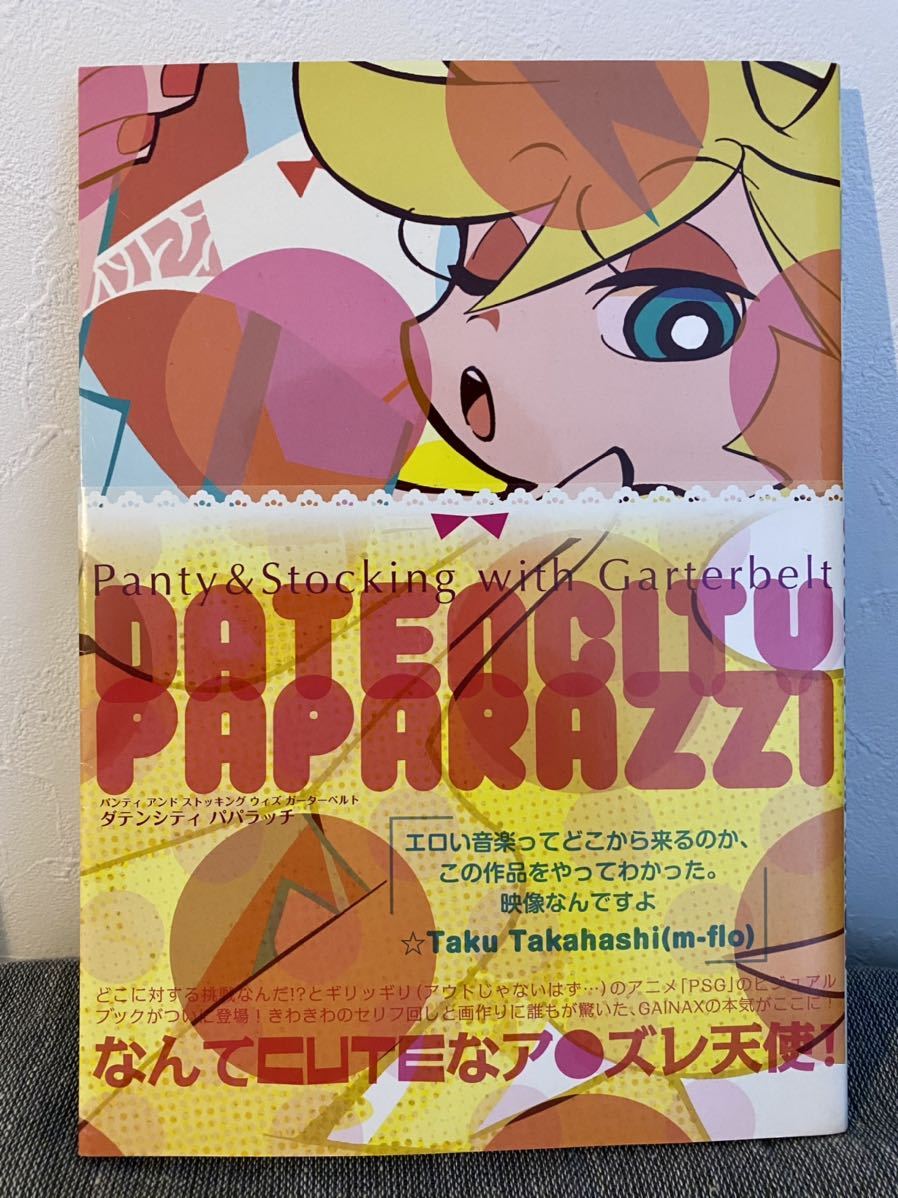 Panty&Stocking with Garterbelt
DATENCITY
PAPARAZZI
パンティ アンド ストッキング ウィズ ガーターベルト
ダテンシティ パパラッチ
「エロい音楽ってどこから来るのか、
この作品をやってわかった。
映像なんですよ」
☆Taku Takahashi(m-flo)
どこに対する挑戦なんだ!?とギリッギリ(アウトじゃないはず…)のアニメ「PSG」のビジュアル
ブックがついに登場!きわきわのセリフ回しと画作りに誰もが驚いた、GAINAXの本気がここに!
なんてCUTEなア●ズレ天使!